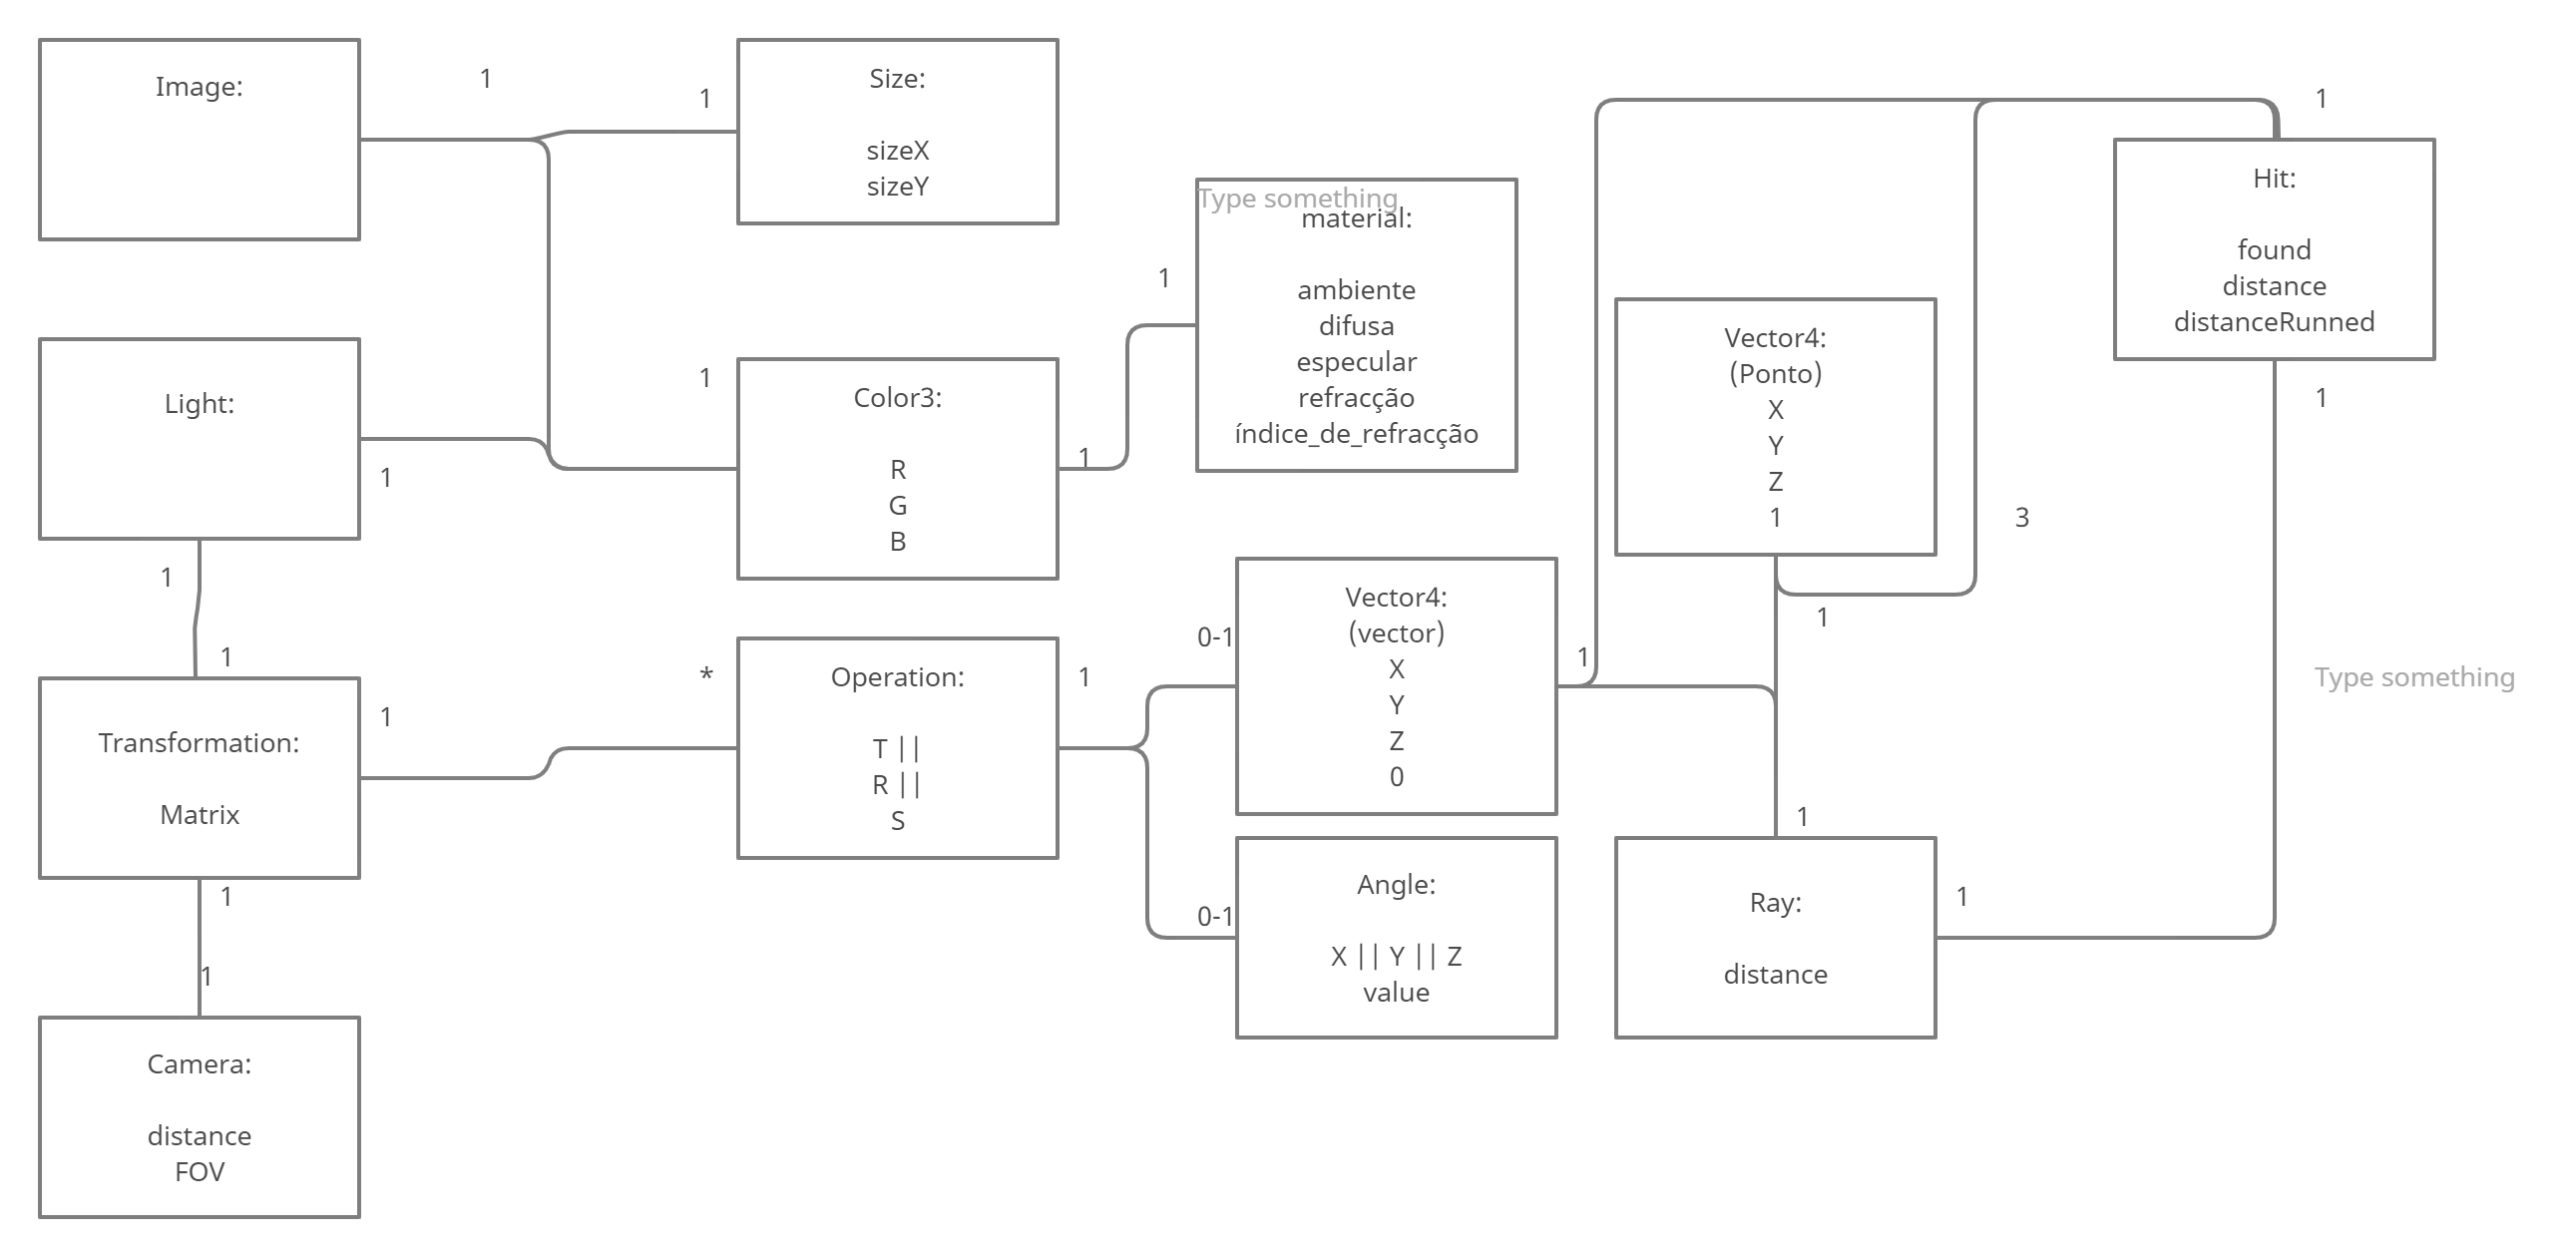 Image:
1
1
Size:
sizeX
sizeY
Type something
material:
ambiente
difusa
especular
refracção
índice_de_refracção
1
1
Hit:
found
distance
distanceRunned
1
Light:
1
1
Color3:
R
G
B
1
1
Vector4:
(Ponto)
X
Y
Z
1
3
1
1
1
Transformation:
Matrix
1
*
Operation:
T ||
R ||
S
1
0-1
Vector4:
(vector)
X
Y
Z
0
1
Type something
0-1
Angle:
X || Y || Z
value
1
Ray:
distance
1
1
1
Camera:
distance
FOV